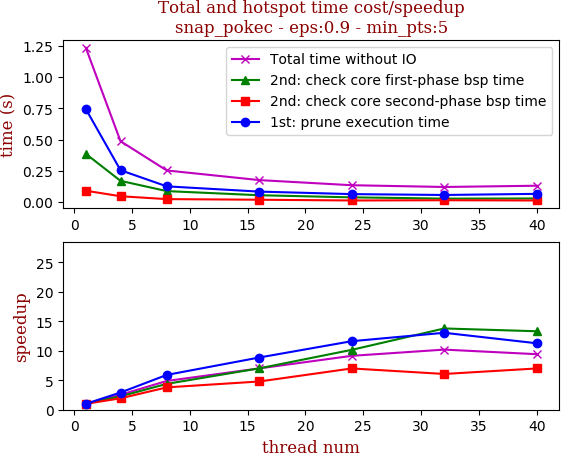 Total and hotspot time cost/speedup
snap_pokec - eps:0.9 - min_pts:5
time (s)
1.25
1.00
0.75
0.50
0.25
0.00
Total time without IO
2nd: check core first-phase bsp time
2nd: check core second-phase bsp time
1st: prune execution time
0 5 10 15 20 25 30 35 40
speedup
25
20
15
10
5
0
0 5 10 15 20 25 30 35 40
thread num